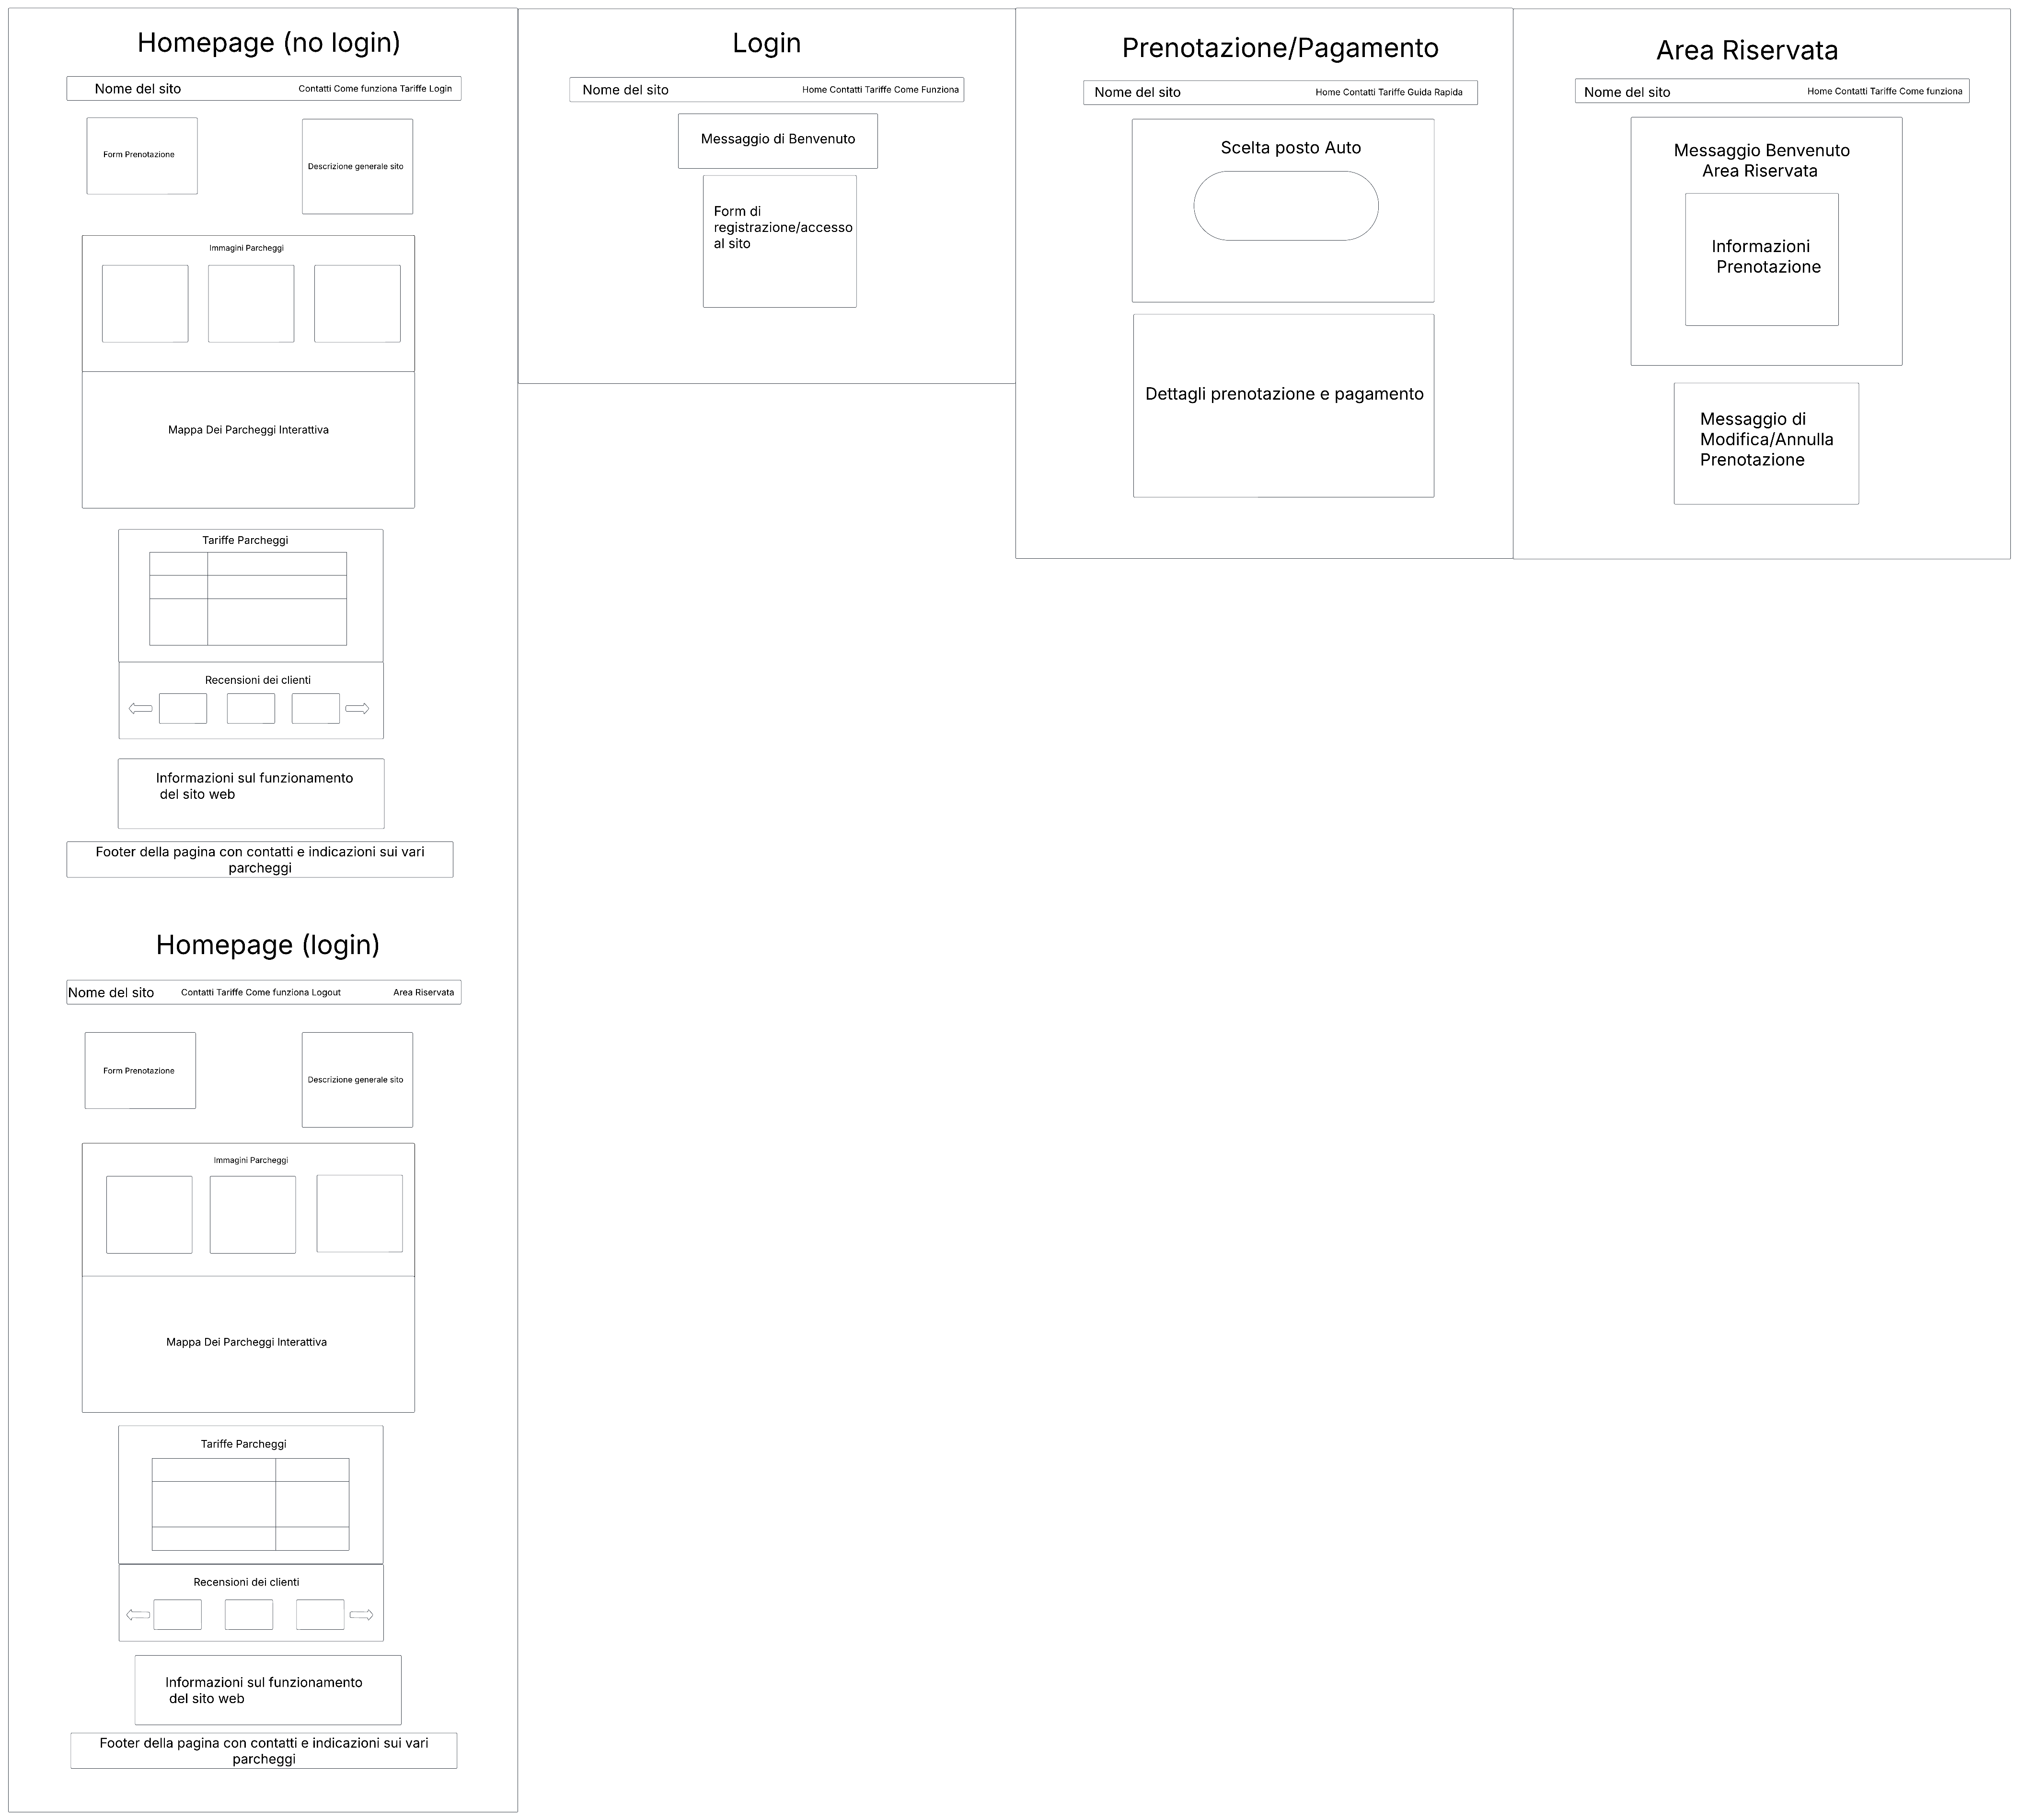 Homepage (no login)
Nome del sito
Contatti Come funziona Tariffe Login
Form Prenotazione
Descrizione generale sito
Immagini Parcheggi
Mappa Dei Parcheggi Interattiva
Tariffe Parcheggi
Recensioni dei clienti
Informazioni sul funzionamento
del sito web
Footer della pagina con contatti e indicazioni sui vari
parcheggi
Homepage (login)
Nome del sito
Contatti Tariffe Come funziona Logout
Area Riservata
Form Prenotazione
Descrizione generale sito
Immagini Parcheggi
Mappa Dei Parcheggi Interattiva
Tariffe Parcheggi
Recensioni dei clienti
Informazioni sul funzionamento
del sito web
Footer della pagina con contatti e indicazioni sui vari
parcheggi
Login
Nome del sito
Home Contatti Tariffe Come Funziona
Messaggio di Benvenuto
Form di
registrazione/accesso
al sito
Prenotazione/Pagamento
Nome del sito
Home Contatti Tariffe Guida Rapida
Scelta posto Auto
Dettagli prenotazione e pagamento
Area Riservata
Nome del sito
Home Contatti Tariffe Come funziona
Messaggio Benvenuto
Area Riservata
Informazioni
Prenotazione
Messaggio di
Modifica/Annulla
Prenotazione